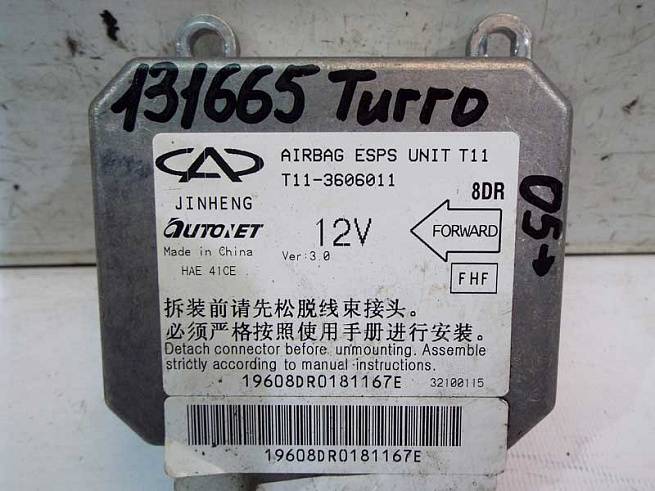 131665 Turro
AIRBAG ESPS UNIT T11
T11-3606011
8DR
JINHENG
AUTONET
12V
FORWARD
Made in China
Ver:3.0
HAE 41CE
FHF
05→
拆装前请先松脱线束接头。
必须严格按照使用手册进行安装。
Detach connector before unmounting. Assemble
strictly according to manual instructions.
19608DR0181167E
32100115
19608DR0181167E